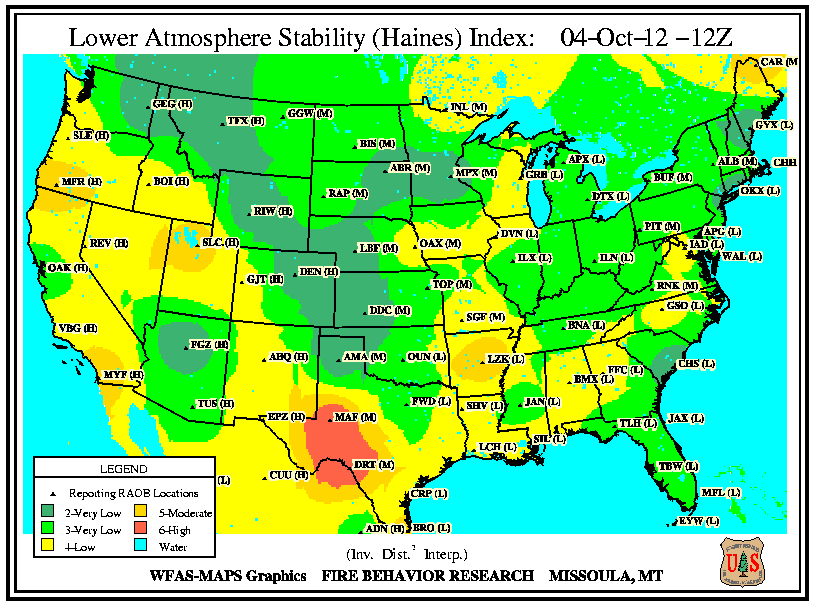 Lower Atmosphere Stability (Haines) Index: 04-Oct-12 -12Z
CAR (M
GEG (H)
TFX (H)
GGW (M)
INL (M)
GYX (L)
SLE (H)
BIS (M)
ALB (M)
CHH
MFR (H)
BOI (H)
ABR (M)
MPX (M)
GRB (L)
APX (L)
BUF (M)
OKX (L)
RAP (M)
DTX (L)
RIW (H)
PIT (M)
APG (L)
REV (H)
SLC (H)
LBF (M)
OAX (M)
DVN (L)
IAD (L)
WAL (L)
OAK (H)
GJT (H)
DEN (H)
TOP (M)
ILX (L)
ILN (L)
RNK (M)
VBG (H)
DDC (M)
SGF (M)
BNA (L)
GSO (L)
FGZ (H)
ABQ (H)
AMA (M)
OUN (L)
LZK (L)
FFC (L)
CHS (L)
MYF (H)
BMX (L)
TUS (H)
EPZ (H)
MAF (M)
FWD (L)
SHV (L)
JAN (L)
TLH (L)
JAX (L)
LCH (L)
SIL (L)
CUU (H)
DRT (M)
TBW (L)
(L)
CRP (L)
MFL (L)
ADN (H)
BRO (L)
EYW (L)
LEGEND
Reporting RAOB Locations
2-Very Low
5-Moderate
3-Very Low
6-High
4-Low
Water
(Inv. Dist.² Interp.)
WFAS-MAPS Graphics FIRE BEHAVIOR RESEARCH MISSOULA, MT
US